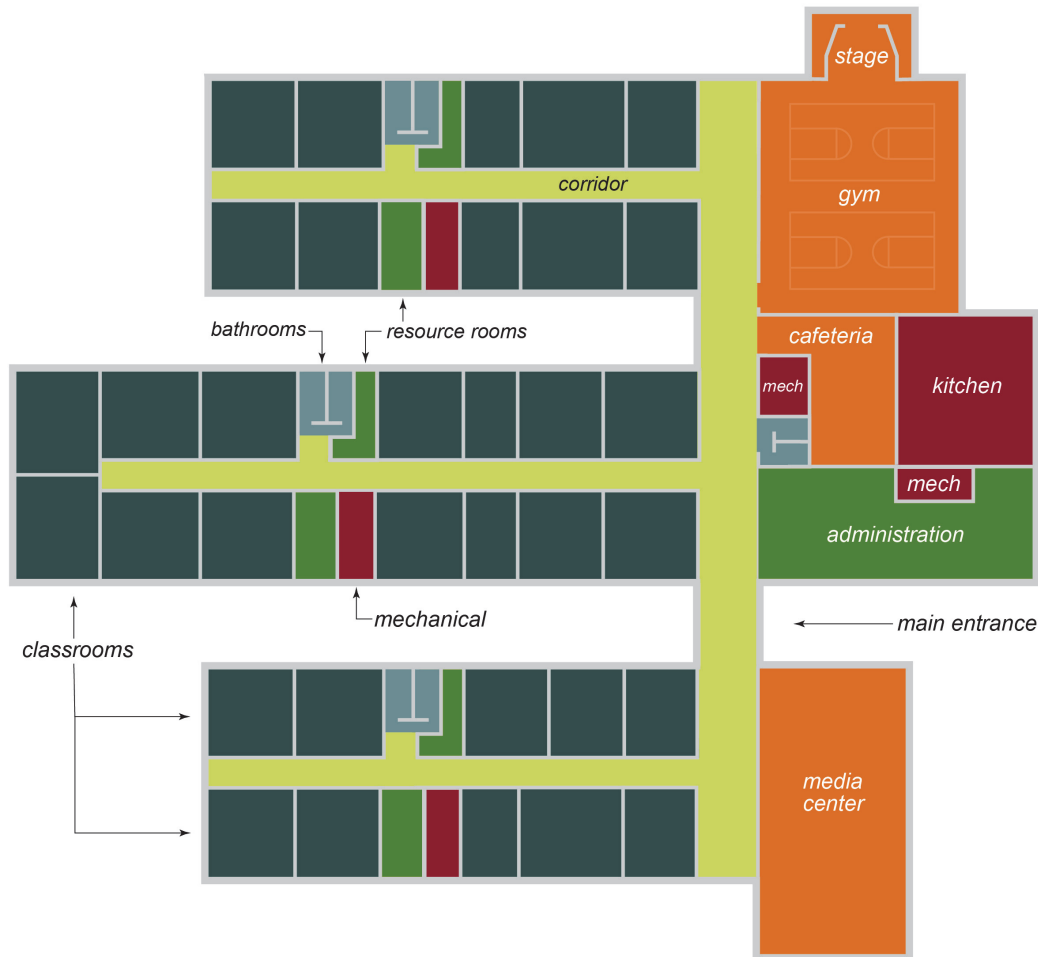 stage
corridor
gym
bathrooms
resource rooms
cafeteria
mech
kitchen
mech
administration
mechanical
main entrance
classrooms
media
center